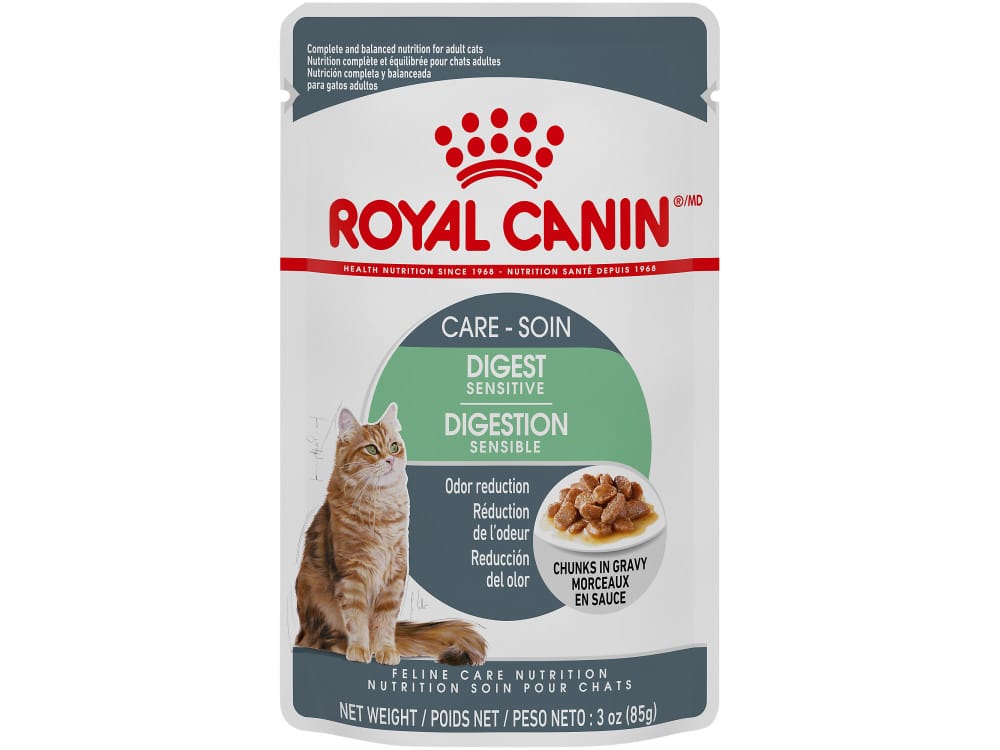 Complete and balanced nutrition for adult cats
Nutrition complète et équilibrée pour chats adultes
Nutrición completa y balanceada
para gatos adultos
ROYAL CANIN ®/MD
HEALTH NUTRITION SINCE 1968 - NUTRITION SANTÉ DEPUIS 1968
CARE - SOIN
DIGEST
SENSITIVE
DIGESTION
SENSIBLE
Odor reduction
Réduction
de l'odeur
Reducción
del olor
CHUNKS IN GRAVY
MORCEAUX
EN SAUCE
FELINE CARE NUTRITION
NUTRITION SOIN POUR CHATS
NET WEIGHT / POIDS NET / PESO NETO : 3 oz (85g)